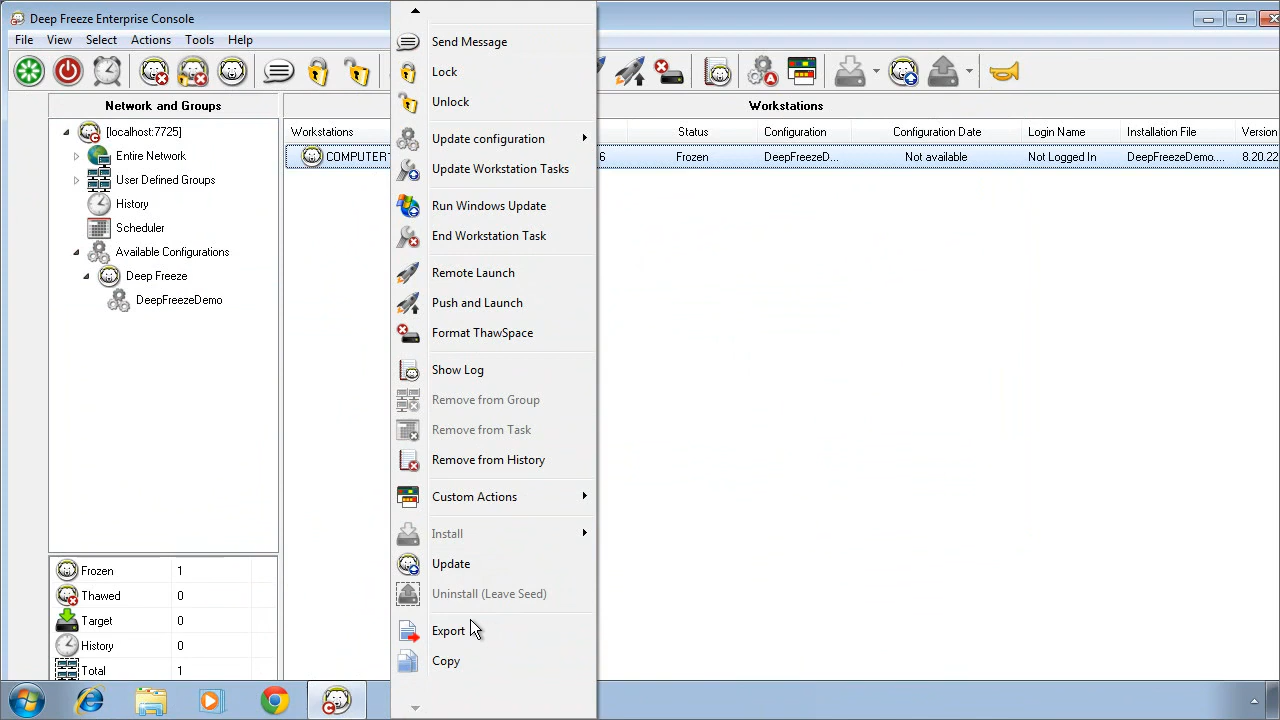 Deep Freeze Enterprise Console
File View Select Actions Tools Help
Network and Groups
Workstations
[localhost:7725]
Entire Network
User Defined Groups
History
Scheduler
Available Configurations
Deep Freeze
DeepFreezeDemo
Workstations Status Configuration Configuration Date Login Name Installation File Version
COMPUTER 6 Frozen DeepFreezeD... Not available Not Logged In DeepFreezeDemo... 8.20.22
Send Message
Lock
Unlock
Update configuration
Update Workstation Tasks
Run Windows Update
End Workstation Task
Remote Launch
Push and Launch
Format ThawSpace
Show Log
Remove from Group
Remove from Task
Remove from History
Custom Actions
Install
Update
Uninstall (Leave Seed)
Export
Copy
Frozen 1
Thawed 0
Target 0
History 0
Total 1